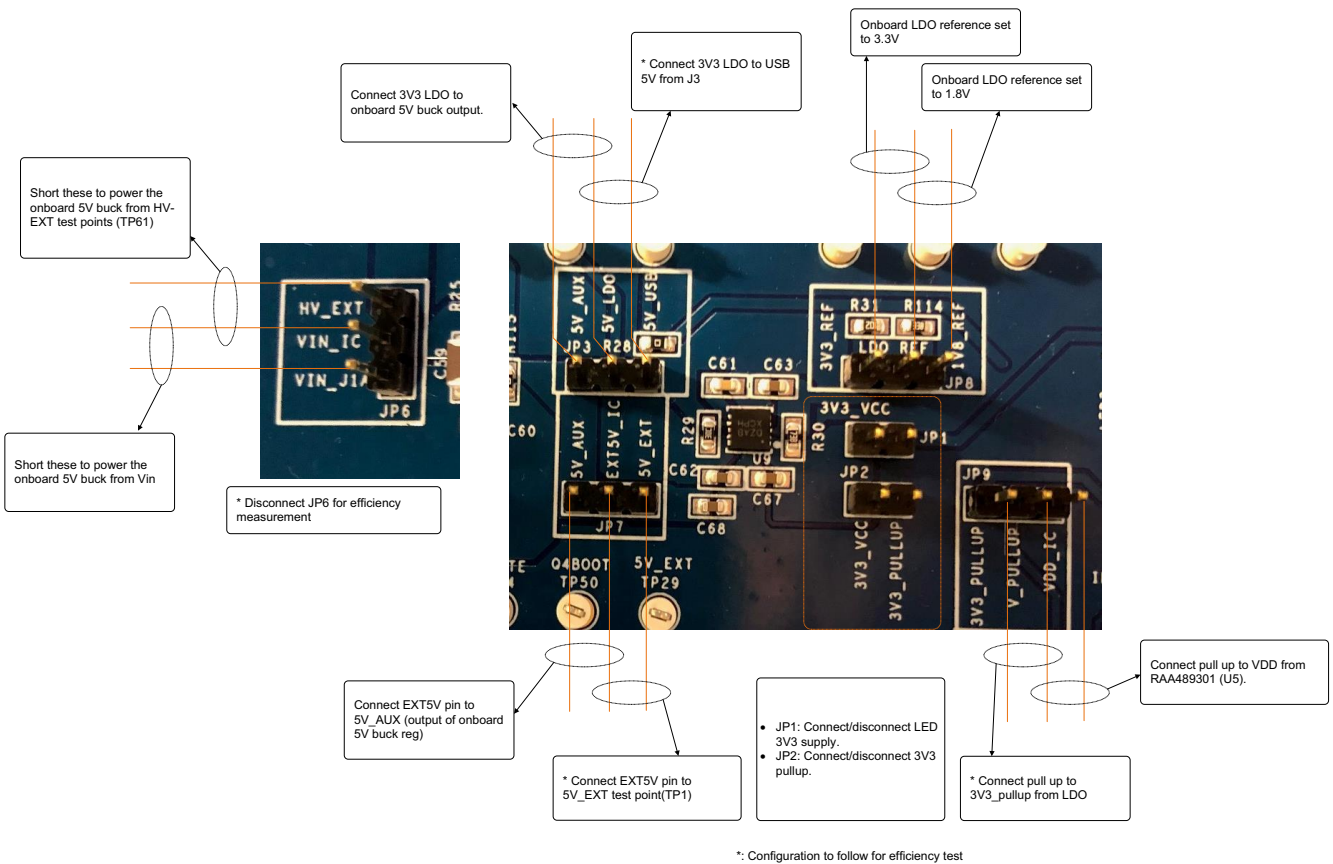 Onboard LDO reference set
to 3.3V
* Connect 3V3 LDO to USB
5V from J3
Onboard LDO reference set
to 1.8V
Connect 3V3 LDO to
onboard 5V buck output.
Short these to power the
onboard 5V buck from HV-
EXT test points (TP61)
Short these to power the
onboard 5V buck from Vin
* Disconnect JP6 for efficiency
measurement
HV_EXT
VIN_IC
VIN_J1A
JP6
R25
C59
5V_AUX
5V_LDO
5V_USB
JP3
R28
R113
C60
5V_AUX
EXT5V_IC
5V_EXT
JP7
C61
C63
R29
R30
U9
C62
C67
C68
3V3_REF
R31
R114
LDO REF
1V8_REF
JP8
3V3_VCC
JP1
JP2
3V3_VCC
3V3_PULLUP
JP9
3V3_PULLUP
V_PULLUP
VDD_IC
Q4BOOT
TP50
5V_EXT
TP29
Connect EXT5V pin to
5V_AUX (output of onboard
5V buck reg)
* Connect EXT5V pin to
5V_EXT test point(TP1)
• JP1: Connect/disconnect LED
3V3 supply.
• JP2: Connect/disconnect 3V3
pullup.
* Connect pull up to
3V3_pullup from LDO
Connect pull up to VDD from
RAA489301 (U5).
*: Configuration to follow for efficiency test